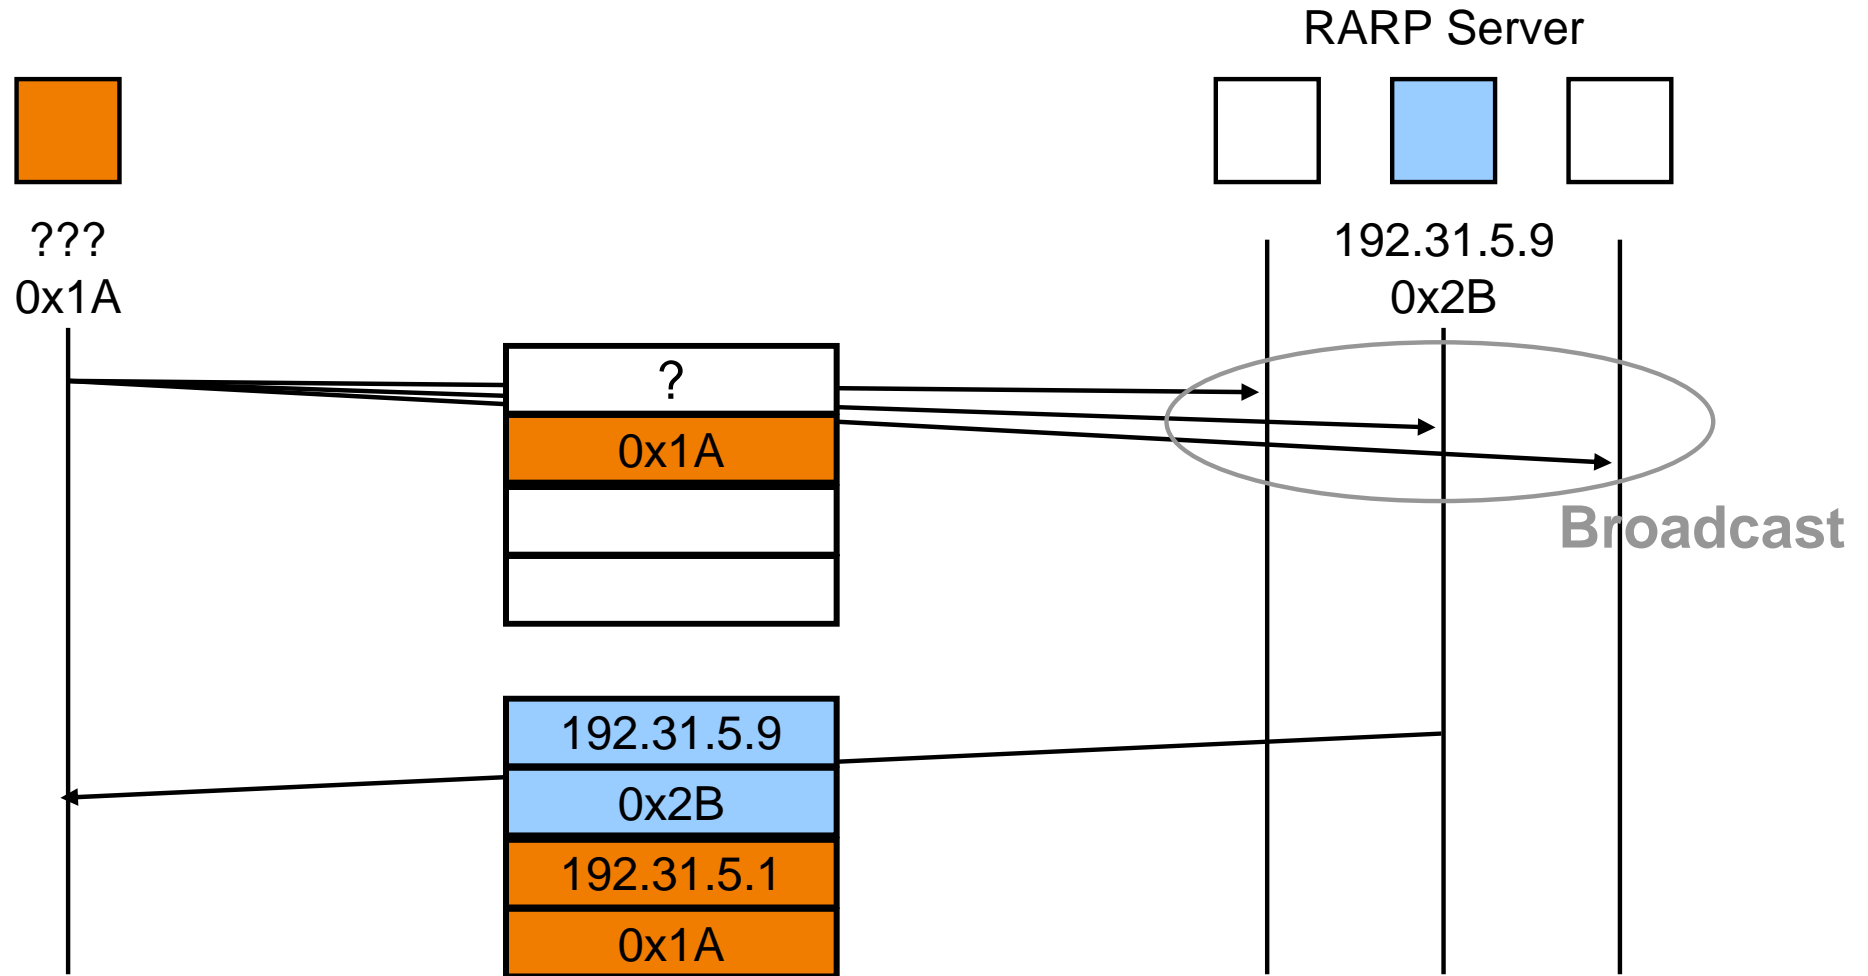 RARP Server
???
0x1A
192.31.5.9
0x2B
?
0x1A
Broadcast
192.31.5.9
0x2B
192.31.5.1
0x1A